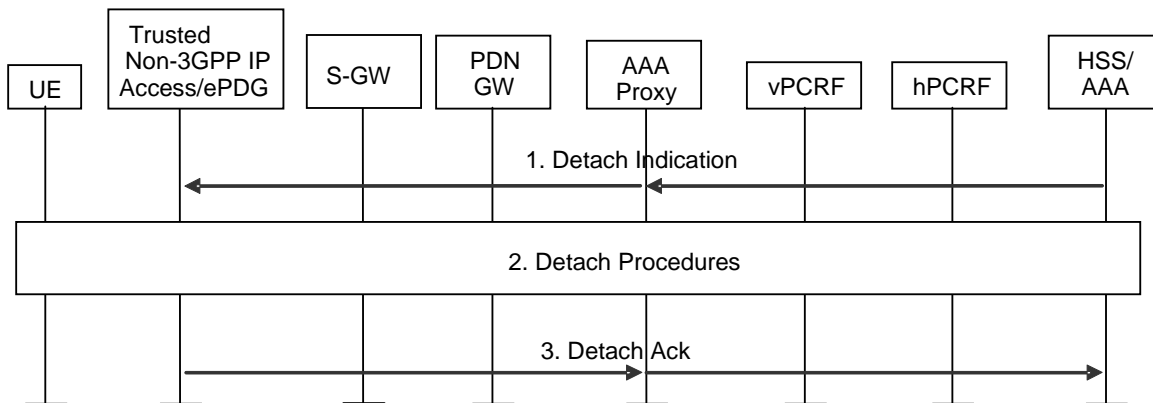 UE
Trusted
Non-3GPP IP
Access/ePDG
S-GW
PDN
GW
AAA
Proxy
vPCRF
hPCRF
HSS/
AAA
1. Detach Indication
2. Detach Procedures
3. Detach Ack